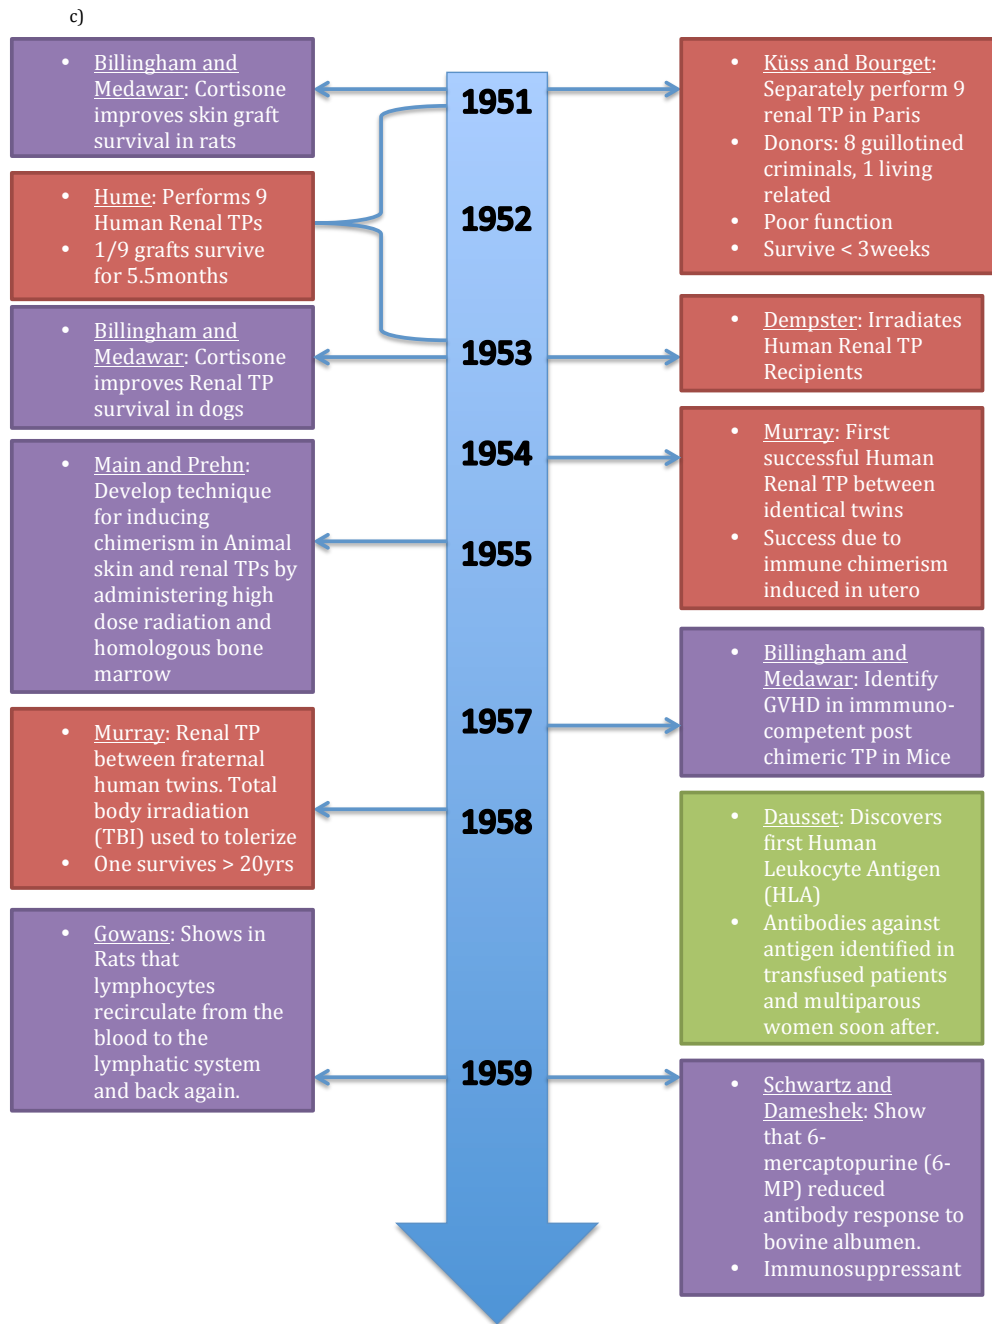 c)
• Billingham and
Medawar: Cortisone
improves skin graft
survival in rats
1951
• Küss and Bourget:
Separately perform 9
renal TP in Paris
• Donors: 8 guillotined
criminals, 1 living
related
• Poor function
• Survive < 3weeks
• Hume: Performs 9
Human Renal TPs
• 1/9 grafts survive
for 5.5months
1952
• Billingham and
Medawar: Cortisone
improves Renal TP
survival in dogs
1953
• Dempster: Irradiates
Human Renal TP
Recipients
1954
• Murray: First
successful Human
Renal TP between
identical twins
• Success due to
immune chimerism
induced in utero
• Main and Prehn:
Develop technique
for inducing
chimerism in Animal
skin and renal TPs by
administering high
dose radiation and
homologous bone
marrow
1955
1957
• Billingham and
Medawar: Identify
GVHD in immmuno-
competent post
chimeric TP in Mice
• Murray: Renal TP
between fraternal
human twins. Total
body irradiation
(TBI) used to tolerize
• One survives > 20yrs
1958
• Dausset: Discovers
first Human
Leukocyte Antigen
(HLA)
• Antibodies against
antigen identified in
transfused patients
and multiparous
women soon after.
• Gowans: Shows in
Rats that
lymphocytes
recirculate from the
blood to the
lymphatic system
and back again.
1959
• Schwartz and
Dameshek: Show
that 6-
mercaptopurine (6-
MP) reduced
antibody response to
bovine albumen.
• Immunosuppressant